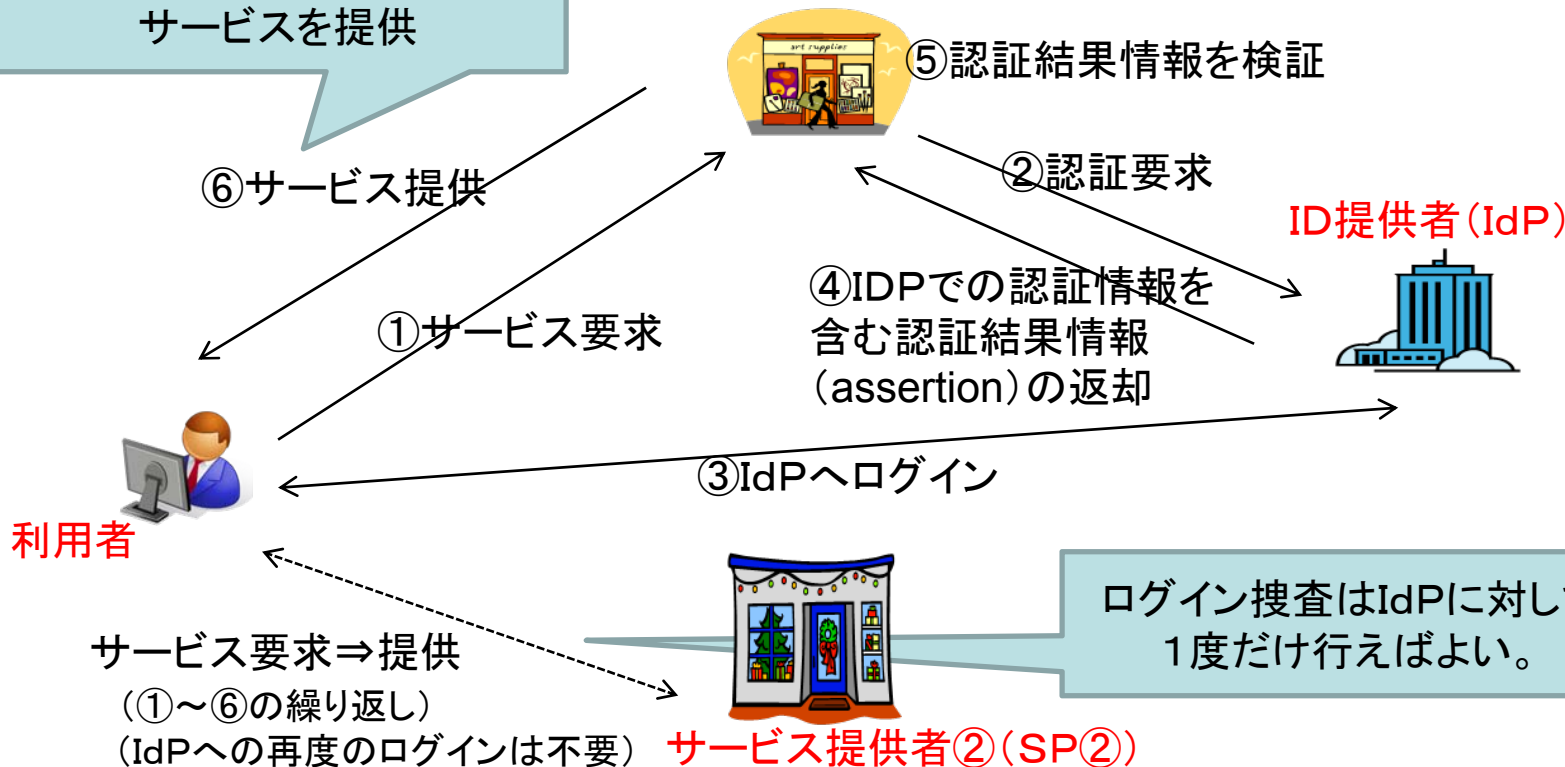 サービスを提供
art supplies
⑤認証結果情報を検証
⑥サービス提供
②認証要求
ID提供者（IdP）
①サービス要求
④IDPでの認証情報を
含む認証結果情報
（assertion）の返却
③IdPへログイン
利用者
ログイン捜査はIdPに対し
1度だけ行えばよい。
サービス要求⇒提供
（①～⑥の繰り返し）
（IdPへの再度のログインは不要）
サービス提供者②（SP②）